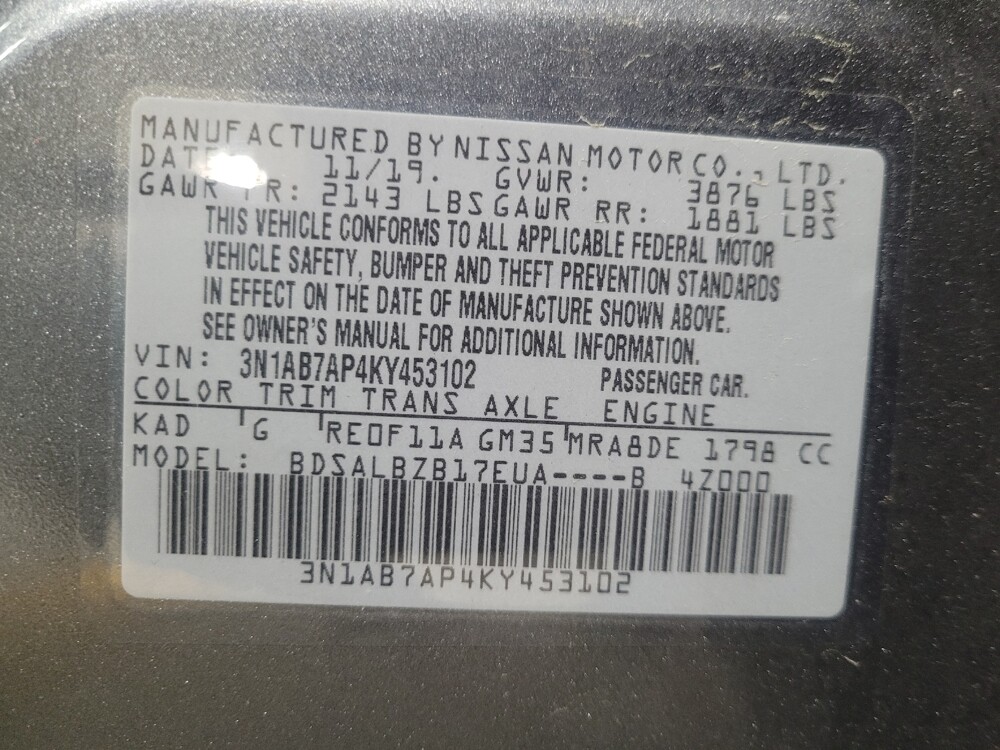 MANUFACTURED BY NISSAN MOTOR CO., LTD.
11/19. GVWR: 3876 LBS
GAWR FR: 2143 LBS GAWR RR: 1881 LBS
THIS VEHICLE CONFORMS TO ALL APPLICABLE FEDERAL MOTOR
VEHICLE SAFETY, BUMPER AND THEFT PREVENTION STANDARDS
IN EFFECT ON THE DATE OF MANUFACTURE SHOWN ABOVE.
SEE OWNER'S MANUAL FOR ADDITIONAL INFORMATION.
VIN: 3N1AB7AP4KY453102 PASSENGER CAR.
COLOR TRIM TRANS AXLE ENGINE
KAD G RE0F11A GM35 MRA8DE 1798 CC
MODEL: BDSALBZB17EUA----B 4Z000
3N1AB7AP4KY453102